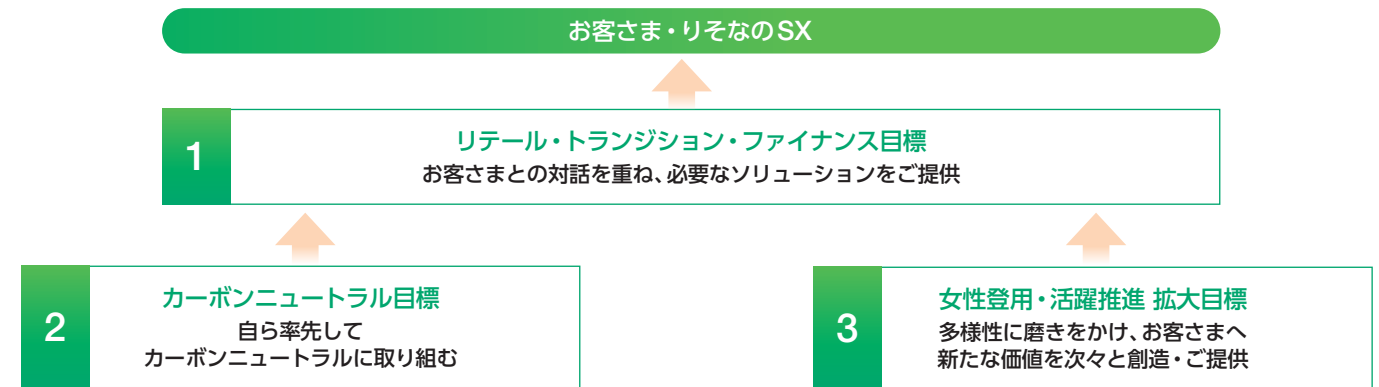 お客さま・りそなのSX
1
リテール・トランジション・ファイナンス目標
お客さまとの対話を重ね、必要なソリューションをご提供
2
カーボンニュートラル目標
自ら率先して
カーボンニュートラルに取り組む
3
女性登用・活躍推進 拡大目標
多様性に磨きをかけ、お客さまへ
新たな価値を次々と創造・ご提供